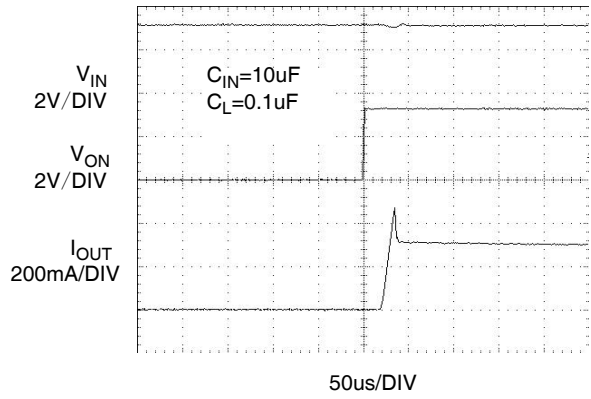 V_IN
2V/DIV
C_IN=10uF
C_L=0.1uF
V_ON
2V/DIV
I_OUT
200mA/DIV
50us/DIV